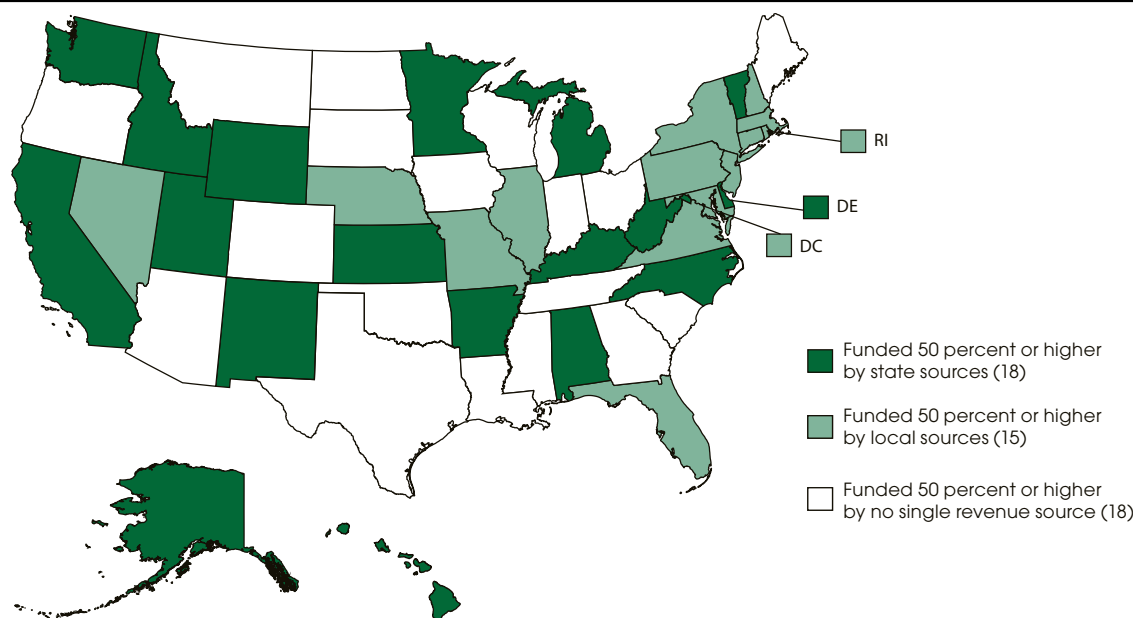 RI
DE
DC
Funded 50 percent or higher
by state sources (18)
Funded 50 percent or higher
by local sources (15)
Funded 50 percent or higher
by no single revenue source (18)